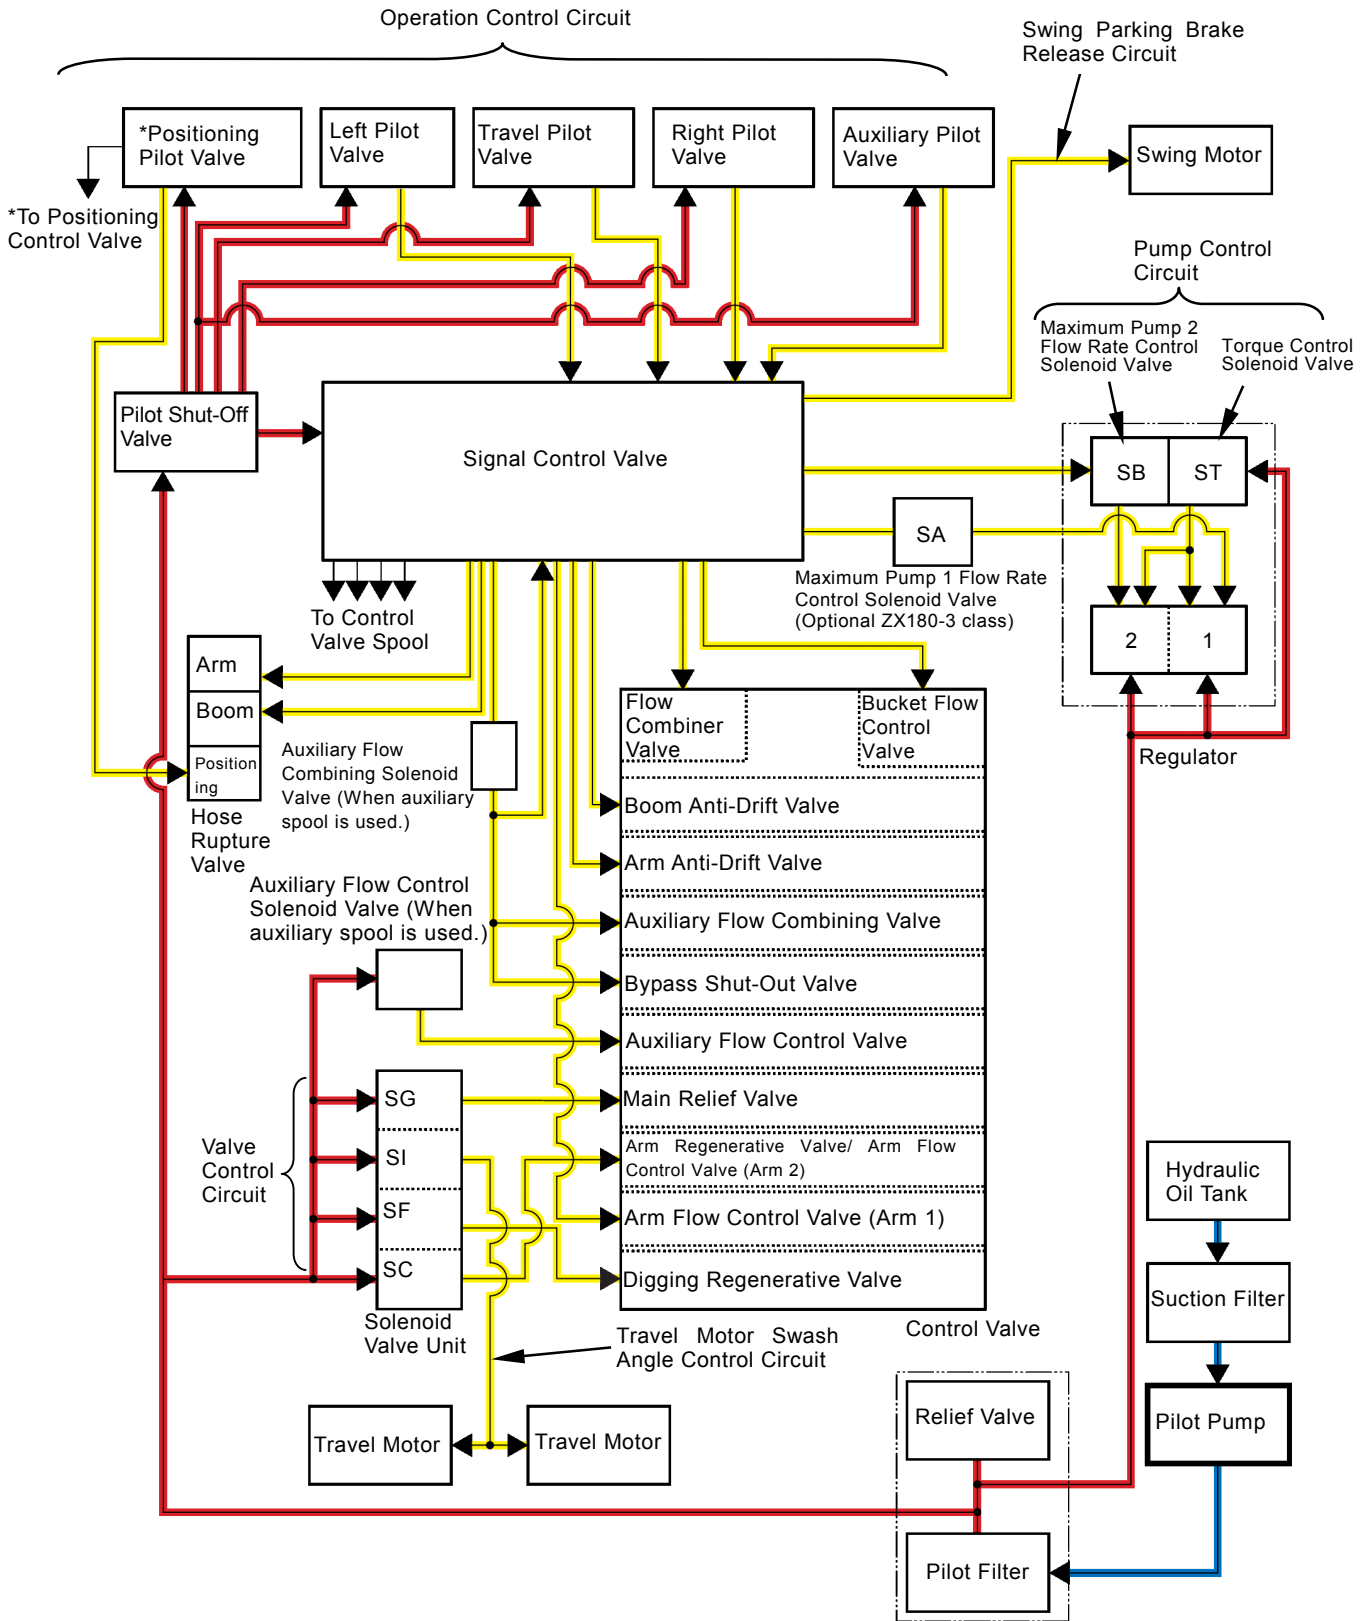 Operation Control Circuit
Swing Parking Brake
Release Circuit
*Positioning
Pilot Valve
Left Pilot
Valve
Travel Pilot
Valve
Right Pilot
Valve
Auxiliary Pilot
Valve
Swing Motor
*To Positioning
Control Valve
Pump Control
Circuit
Maximum Pump 2
Flow Rate Control
Solenoid Valve
Torque Control
Solenoid Valve
Pilot Shut-Off
Valve
Signal Control Valve
SB
ST
SA
Maximum Pump 1 Flow Rate
Control Solenoid Valve
(Optional ZX180-3 class)
To Control
Valve Spool
2
1
Regulator
Arm
Boom
Position
ing
Hose
Rupture
Valve
Auxiliary Flow
Combining Solenoid
Valve (When auxiliary
spool is used.)
Flow
Combiner
Valve
Bucket Flow
Control
Valve
Boom Anti-Drift Valve
Arm Anti-Drift Valve
Auxiliary Flow Control
Solenoid Valve (When
auxiliary spool is used.)
Auxiliary Flow Combining Valve
Bypass Shut-Out Valve
Auxiliary Flow Control Valve
Main Relief Valve
Arm Regenerative Valve/ Arm Flow
Control Valve (Arm 2)
Arm Flow Control Valve (Arm 1)
Digging Regenerative Valve
Control Valve
Valve
Control
Circuit
SG
SI
SF
SC
Solenoid
Valve Unit
Travel Motor Swash
Angle Control Circuit
Travel Motor
Travel Motor
Hydraulic
Oil Tank
Suction Filter
Pilot Pump
Relief Valve
Pilot Filter